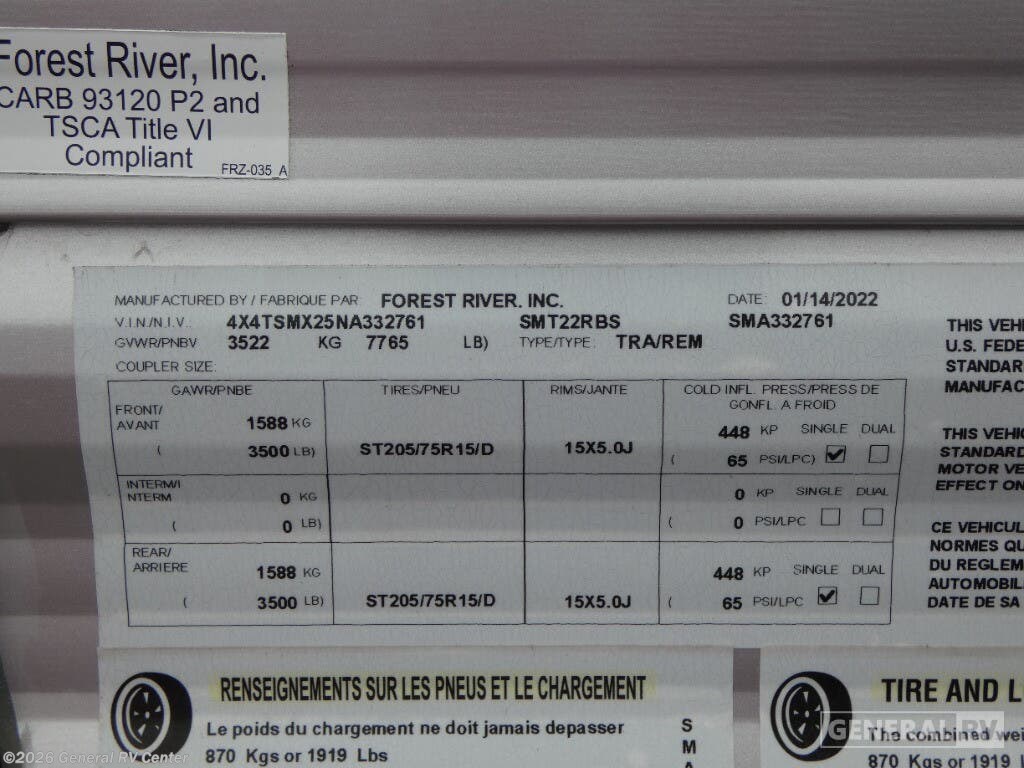 Forest River, Inc.
CARB 93120 P2 and
TSCA Title VI
Compliant
FRZ-035 A
MANUFACTURED BY / FABRIQUE PAR: FOREST RIVER. INC. DATE: 01/14/2022
V.I.N./N.I.V.: 4X4TSMX25NA332761 SMT22RBS SMA332761
GVWR/PNBV 3522 KG 7765 LB) TYPE/TYPE: TRA/REM
COUPLER SIZE:
GAWR/PNBE TIRES/PNEU RIMS/JANTE COLD INFL. PRESS/PRESS DE
GONFL. A FROID
FRONT/
AVANT 1588 KG 448 KP SINGLE DUAL
( 3500 LB) ST205/75R15/D 15X5.0J ( 65 PSI/LPC)
INTERM/I
NTERM 0 KG 0 KP SINGLE DUAL
( 0 LB) ( 0 PSI/LPC
REAR/
ARRIERE 1588 KG 448 KP SINGLE DUAL
( 3500 LB) ST205/75R15/D 15X5.0J ( 65 PSI/LPC
THIS VEHI
U.S. FEDE
STANDAR
MANUFAC
THIS VEHIC
STANDARD
MOTOR VE
EFFECT ON
CE VEHICUL
NORMES QU
DU REGLEM
AUTOMOBIL
DATE DE SA
RENSEIGNEMENTS SUR LES PNEUS ET LE CHARGEMENT
Le poids du chargement ne doit jamais depasser
870 Kgs or 1919 Lbs
S
M
A
TIRE AND L
The combined wei
870 Kgs or 1919
GENERAL RV
©2026 General RV Center